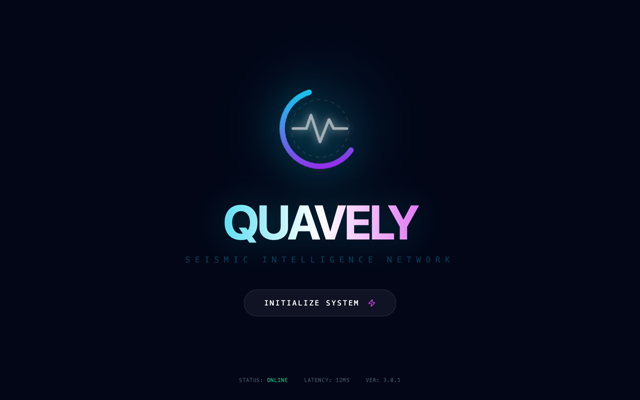 QUAVELY
SEISMIC INTELLIGENCE NETWORK
INITIALIZE SYSTEM
STATUS: ONLINE LATENCY: 12MS VER: 3.0.1